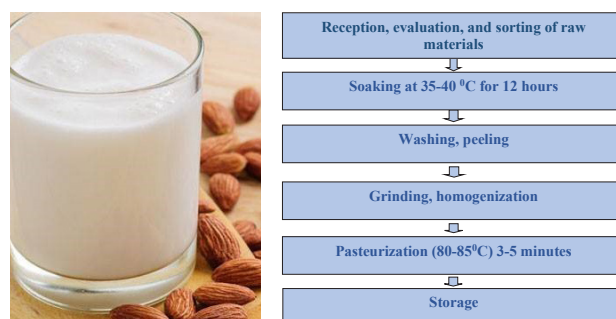 Reception, evaluation, and sorting of raw
materials
Soaking at 35-40 ⁰C for 12 hours
Washing, peeling
Grinding, homogenization
Pasteurization (80-85⁰C) 3-5 minutes
Storage